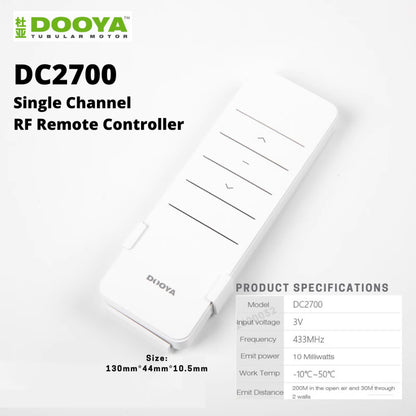 杜亚 DOOYA™
TUBULAR MOTOR
DC2700
Single Channel
RF Remote Controller
DOOYA
Size:
130mm*44mm*10.5mm
PRODUCT SPECIFICATIONS
Model DC2700
Input voltage 3V
Frequency 433MHz
Emit power 10 Milliwatts
Work Temp -10℃~50℃
Emit Distance 200M in the open air and 30M through
2 walls